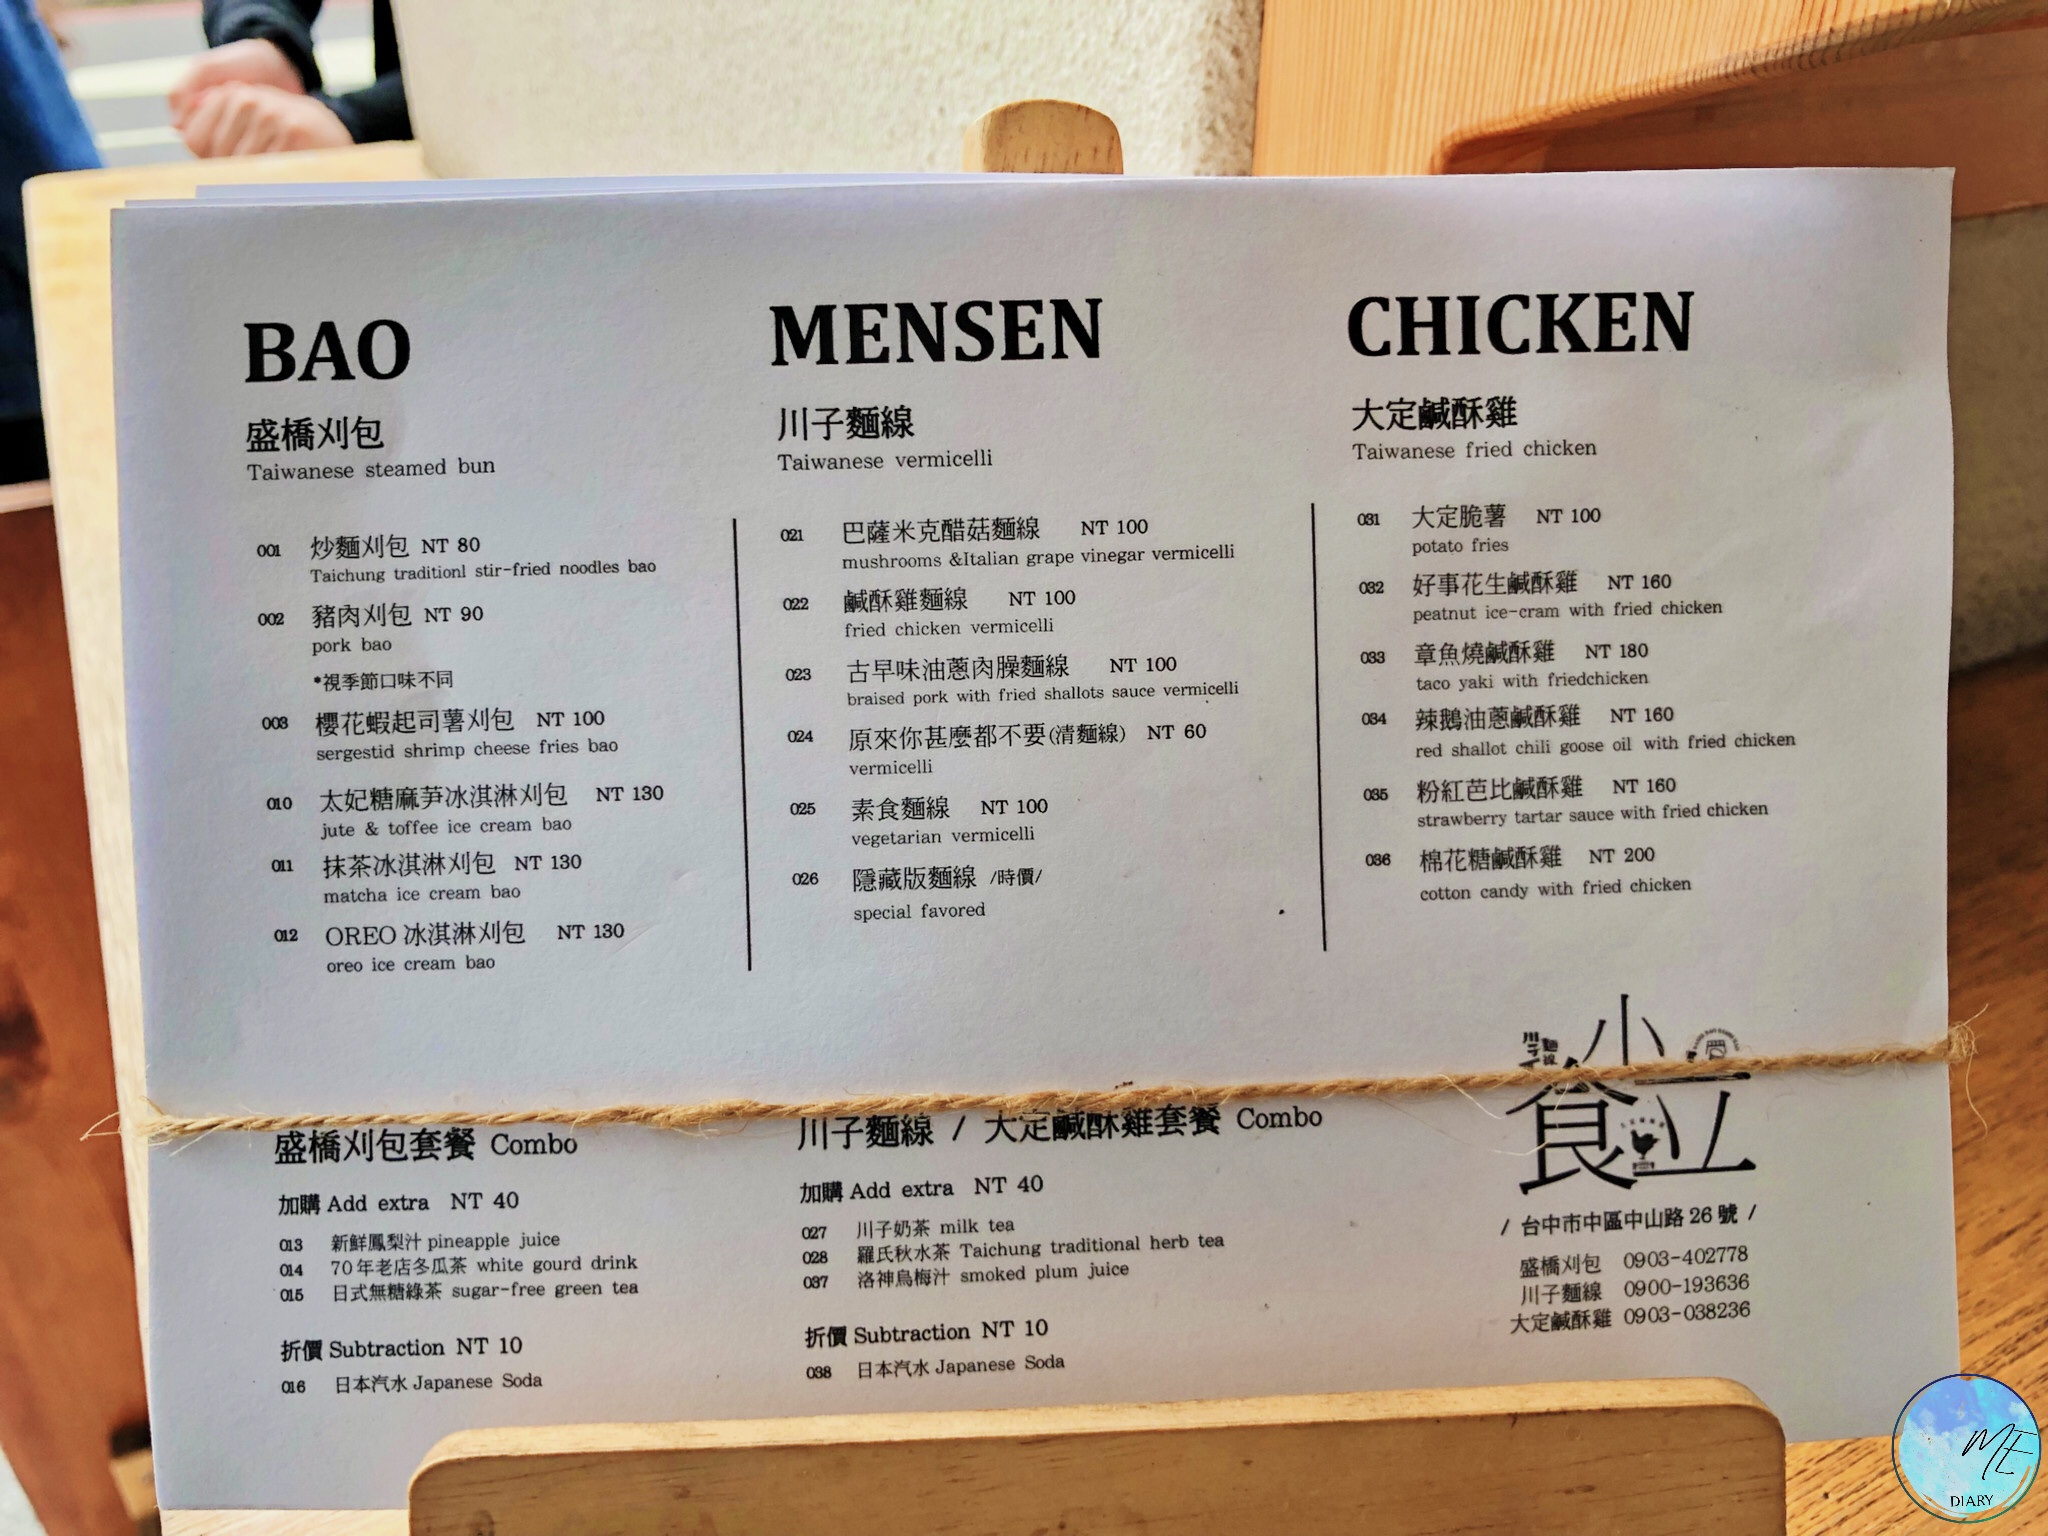 BAO
盛橋刈包
Taiwanese steamed bun
001 炒麵刈包 NT 80
Taichung traditionl stir-fried noodles bao
002 豬肉刈包 NT 90
pork bao
*視季節口味不同
003 櫻花蝦起司薯刈包 NT 100
sergestid shrimp cheese fries bao
010 太妃糖麻芛冰淇淋刈包 NT 130
jute & toffee ice cream bao
011 抹茶冰淇淋刈包 NT 130
matcha ice cream bao
012 OREO 冰淇淋刈包 NT 130
oreo ice cream bao
MENSEN
川子麵線
Taiwanese vermicelli
021 巴薩米克醋菇麵線 NT 100
mushrooms &Italian grape vinegar vermicelli
022 鹹酥雞麵線 NT 100
fried chicken vermicelli
023 古早味油蔥肉臊麵線 NT 100
braised pork with fried shallots sauce vermicelli
024 原來你甚麼都不要(清麵線) NT 60
vermicelli
025 素食麵線 NT 100
vegetarian vermicelli
026 隱藏版麵線 /時價/
special favored
CHICKEN
大定鹹酥雞
Taiwanese fried chicken
031 大定脆薯 NT 100
potato fries
032 好事花生鹹酥雞 NT 160
peatnut ice-cram with fried chicken
033 章魚燒鹹酥雞 NT 180
taco yaki with friedchicken
034 辣鵝油蔥鹹酥雞 NT 160
red shallot chili goose oil with fried chicken
035 粉紅芭比鹹酥雞 NT 160
strawberry tartar sauce with fried chicken
036 棉花糖鹹酥雞 NT 200
cotton candy with fried chicken
盛橋刈包套餐 Combo
加購 Add extra NT 40
013 新鮮鳳梨汁 pineapple juice
014 70年老店冬瓜茶 white gourd drink
015 日式無糖綠茶 sugar-free green tea
折價 Subtraction NT 10
016 日本汽水 Japanese Soda
川子麵線 / 大定鹹酥雞套餐 Combo
加購 Add extra NT 40
027 川子奶茶 milk tea
028 羅氏秋水茶 Taichung traditional herb tea
037 洛神烏梅汁 smoked plum juice
折價 Subtraction NT 10
038 日本汽水 Japanese Soda
川子麵線
小立食
/ 台中市中區中山路 26 號 /
盛橋刈包 0903-402778
川子麵線 0900-193636
大定鹹酥雞 0903-038236
ME
DIARY